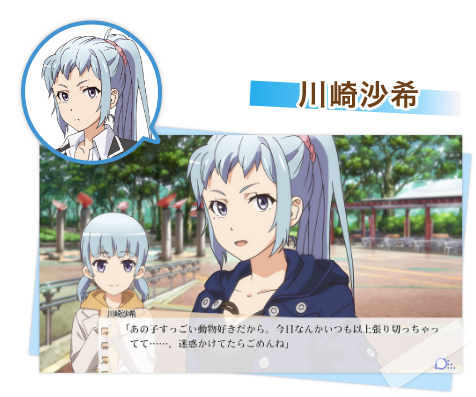 川崎沙希
川崎沙希
「あの子すっごい動物好きだから、今日なんかいつも以上張り切っちゃっ
てて……。迷惑かけてたらごめんね」